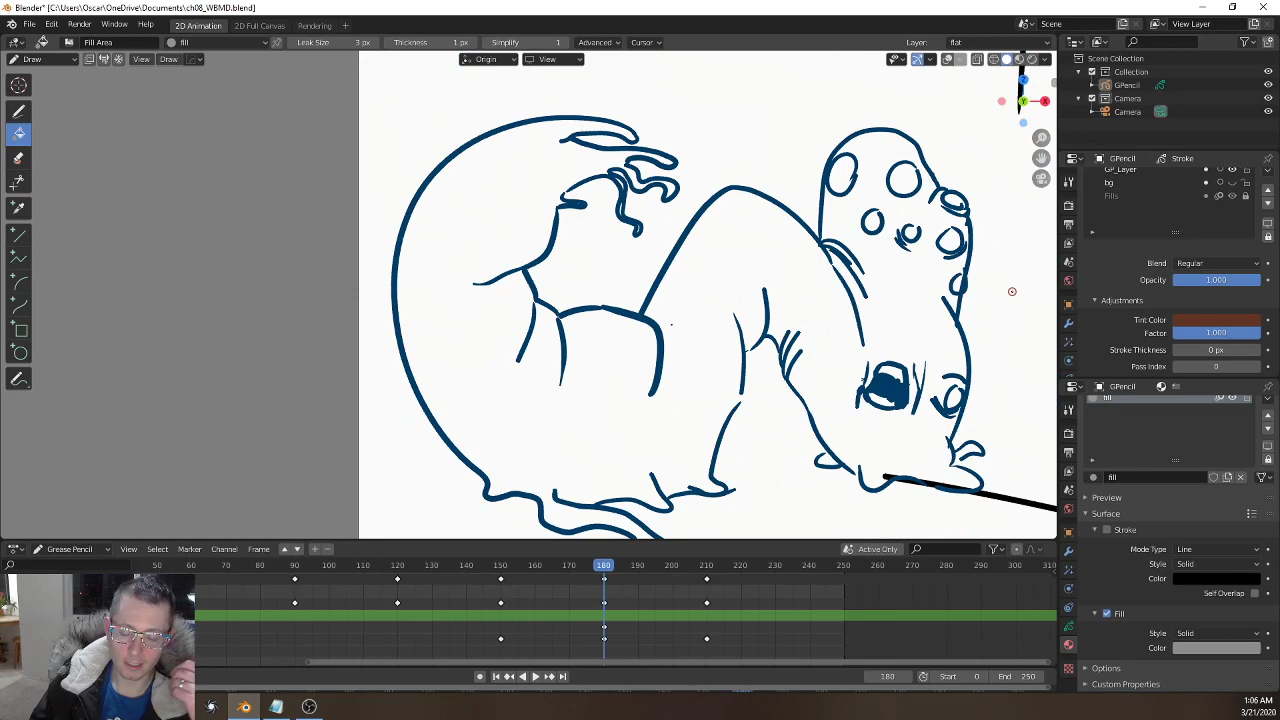 Blender* [C:\Users\Oscar\OneDrive\Documents\ch08_WBMD.blend]
File Edit Render Window Help 2D Animation 2D Full Canvas Rendering + Scene View Layer
Fill Area fill Leak Size 3 px Thickness 1 px Simplify 1 Advanced Cursor Layer: flat
Draw View Draw Origin View
Scene Collection
Collection
GPencil
Camera
Camera
Z
Y
X
GPencil Stroke
GP_Layer
bg
Fills
Blend Regular
Opacity 1.000
Adjustments
Tint Color
Factor 1.000
Stroke Thickness 0 px
Pass Index 0
GPencil
fill
fill
Preview
Surface
Stroke
Mode Type Line
Style Solid
Color
Self Overlap
Fill
Style Solid
Color
Options
Custom Properties
Grease Pencil View Select Marker Channel Frame Active Only
50 60 70 80 90 100 110 120 130 140 150 160 170 180 190 200 210 220 230 240 250 260 270 280 290 300 310
180 Start 0 End 250
1:06 AM
3/21/2020